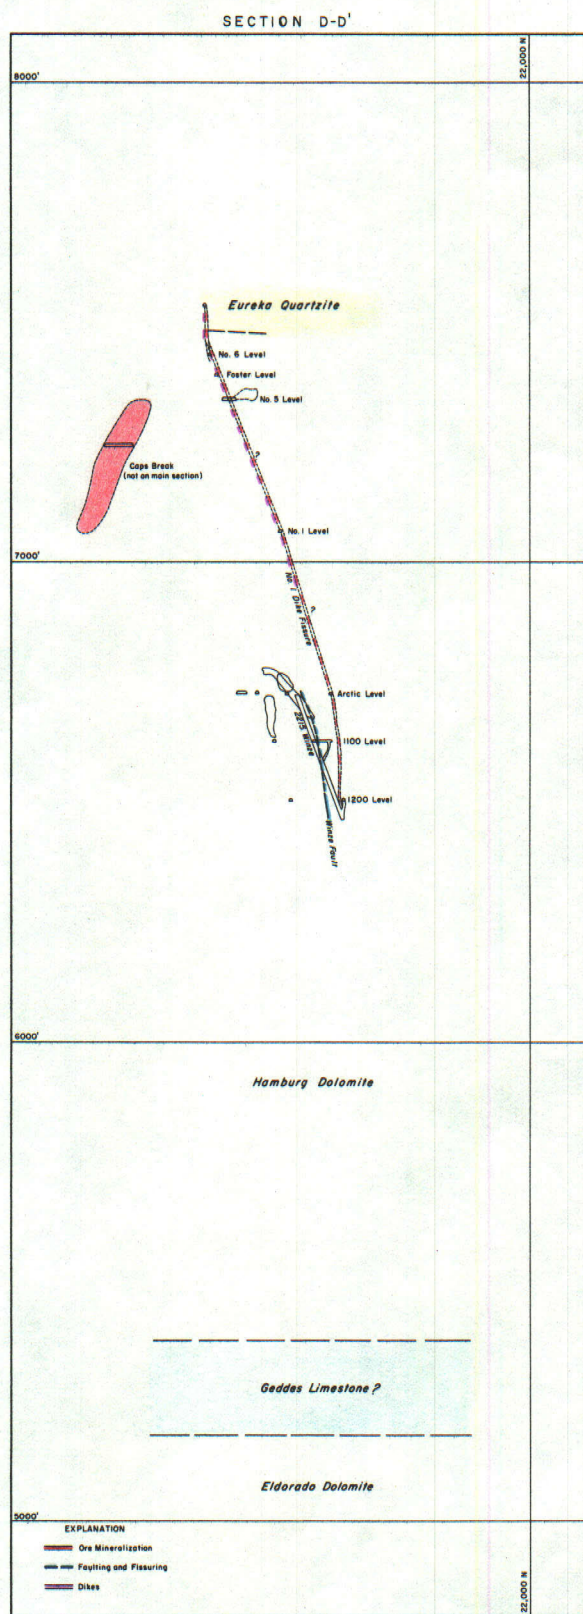 SECTION D-D'
22,000 N
8000'
Eureka Quartzite
No. 6 Level
Foster Level
No. 5 Level
?
Caps Break
(not on main section)
No. 1 Level
7000'
No. 1 Dike Fissure
?
Arctic Level
2215 Winze
1100 Level
1200 Level
Winze Fault
6000'
Hamburg Dolomite
Geddes Limestone ?
Eldorado Dolomite
5000'
EXPLANATION
Ore Mineralization
Faulting and Fissuring
Dikes
22,000 N